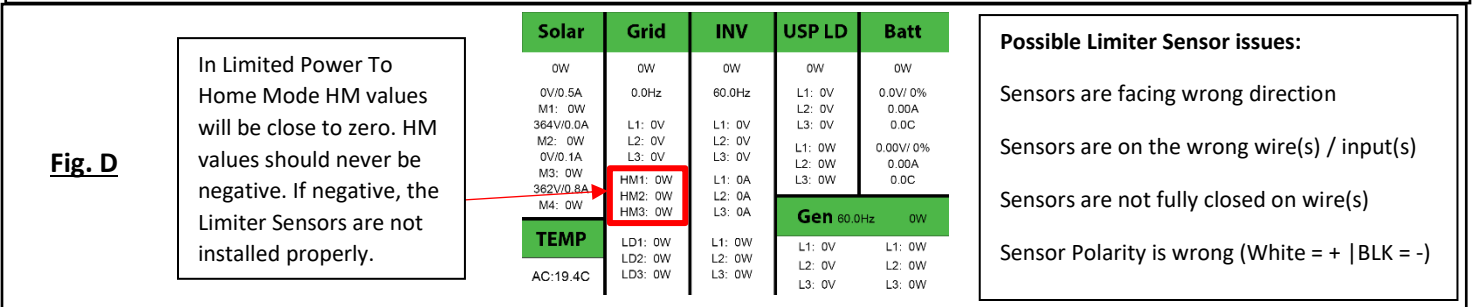 Fig. D
In Limited Power To
Home Mode HM values
will be close to zero. HM
values should never be
negative. If negative, the
Limiter Sensors are not
installed properly.
Solar
0W
0V/0.5A
M1: 0W
364V/0.0A
M2: 0W
0V/0.1A
M3: 0W
362V/0.8A
M4: 0W
TEMP
AC:19.4C
Grid
0W
0.0Hz
L1: 0V
L2: 0V
L3: 0V
HM1: 0W
HM2: 0W
HM3: 0W
LD1: 0W
LD2: 0W
LD3: 0W
INV
0W
60.0Hz
L1: 0V
L2: 0V
L3: 0V
L1: 0A
L2: 0A
L3: 0A
L1: 0W
L2: 0W
L3: 0W
USP LD
0W
L1: 0V
L2: 0V
L3: 0V
L1: 0W
L2: 0W
L3: 0W
Batt
0W
0.0V/ 0%
0.00A
0.0C
0.00V/ 0%
0.00A
0.0C
Gen 60.0Hz 0W
L1: 0V L1: 0W
L2: 0V L2: 0W
L3: 0V L3: 0W
Possible Limiter Sensor issues:
Sensors are facing wrong direction
Sensors are on the wrong wire(s) / input(s)
Sensors are not fully closed on wire(s)
Sensor Polarity is wrong (White = + |BLK = -)